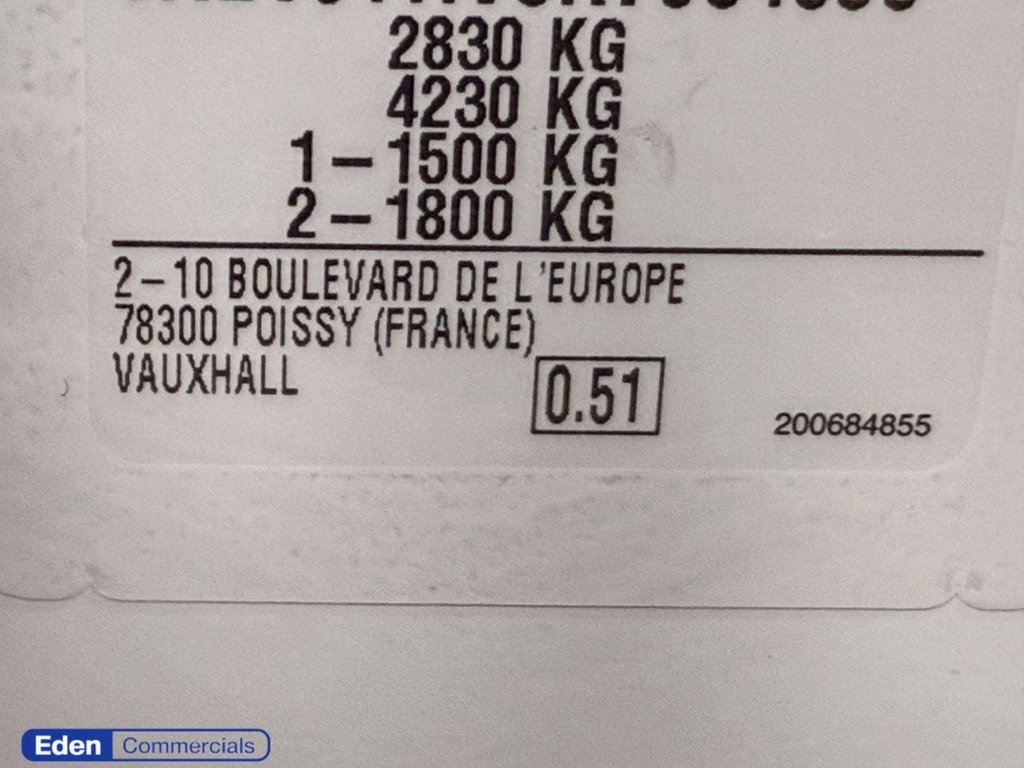 2830 KG
4230 KG
1-1500 KG
2-1800 KG
2-10 BOULEVARD DE L'EUROPE
78300 POISSY (FRANCE)
VAUXHALL
0.51
200684855
Eden Commercials